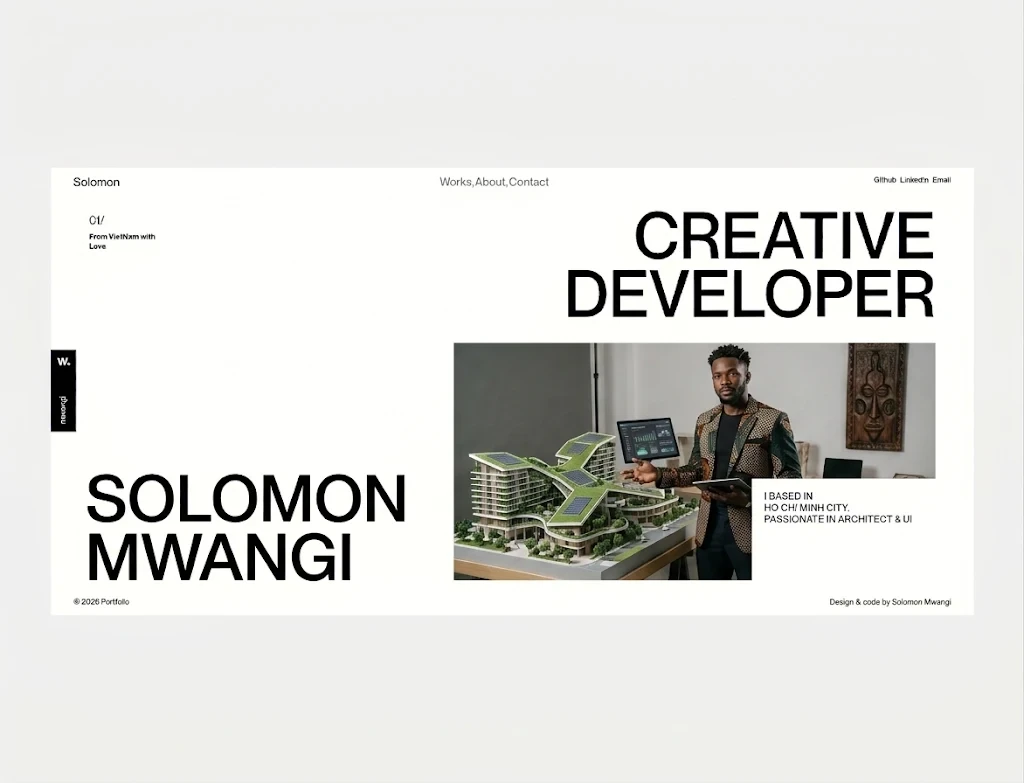 Solomon
Works,About,Contact
Github LinkedIn Email
01/
From VietNam with
Love
CREATIVE
DEVELOPER
W.
SOLOMON
MWANGI
I BASED IN
HO CHI MINH CITY.
PASSIONATE IN ARCHITECT & UI
© 2026 Portfolio
Design & code by Solomon Mwangi